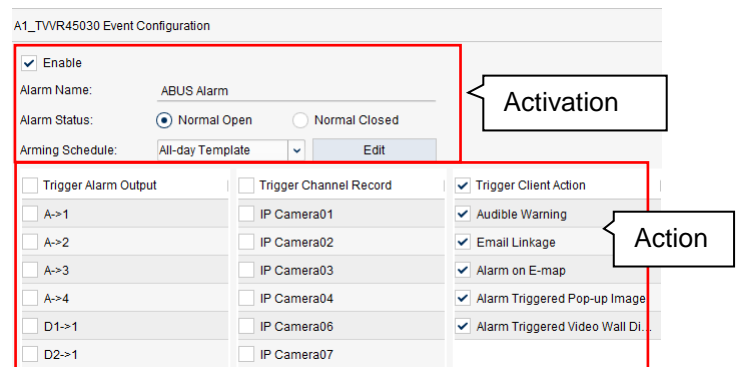 A1_TVVR45030 Event Configuration
Enable
Alarm Name: ABUS Alarm
Alarm Status: Normal Open Normal Closed
Arming Schedule: All-day Template Edit
Activation
Trigger Alarm Output Trigger Channel Record Trigger Client Action
A->1 IP Camera01 Audible Warning
A->2 IP Camera02 Email Linkage
A->3 IP Camera03 Alarm on E-map
A->4 IP Camera04 Alarm Triggered Pop-up Image
D1->1 IP Camera06 Alarm Triggered Video Wall Di...
D2->1 IP Camera07
Action